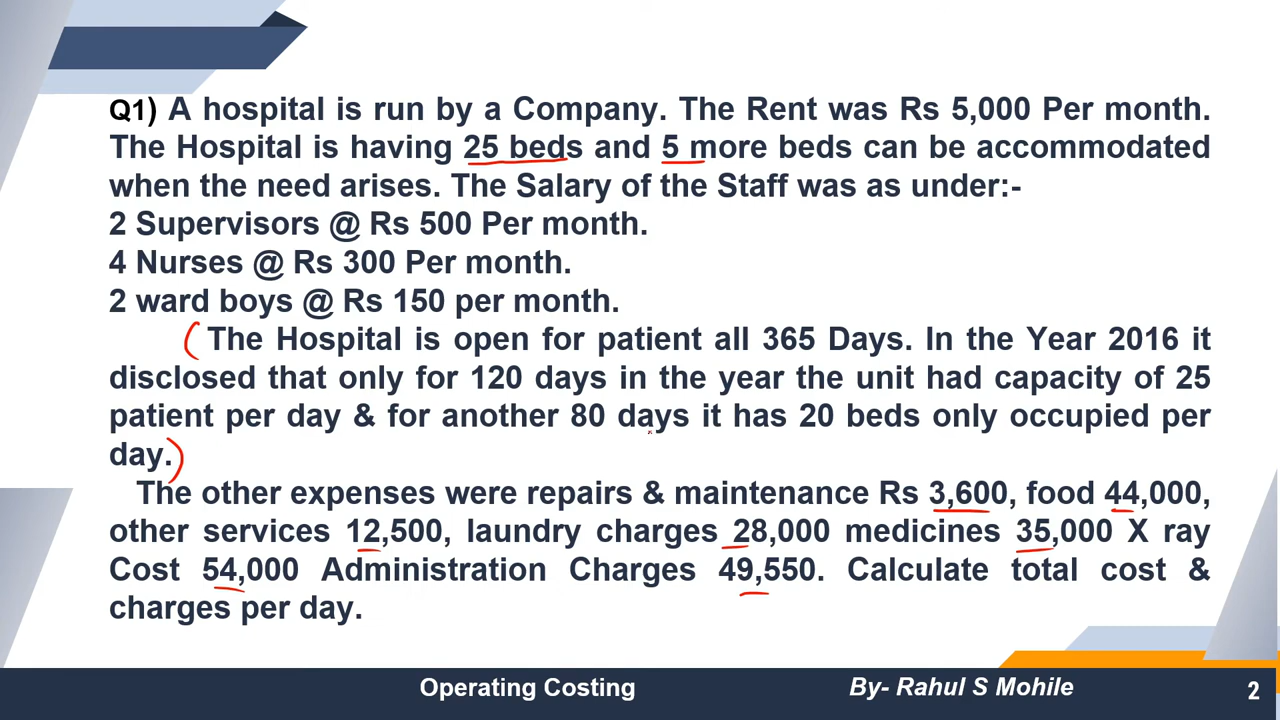 Q1) A hospital is run by a Company. The Rent was Rs 5,000 Per month.
The Hospital is having 25 beds and 5 more beds can be accommodated
when the need arises. The Salary of the Staff was as under:-
2 Supervisors @ Rs 500 Per month.
4 Nurses @ Rs 300 Per month.
2 ward boys @ Rs 150 per month.
( The Hospital is open for patient all 365 Days. In the Year 2016 it
disclosed that only for 120 days in the year the unit had capacity of 25
patient per day & for another 80 days it has 20 beds only occupied per
day.)
The other expenses were repairs & maintenance Rs 3,600, food 44,000,
other services 12,500, laundry charges 28,000 medicines 35,000 X ray
Cost 54,000 Administration Charges 49,550. Calculate total cost &
charges per day.
Operating Costing
By- Rahul S Mohile
2